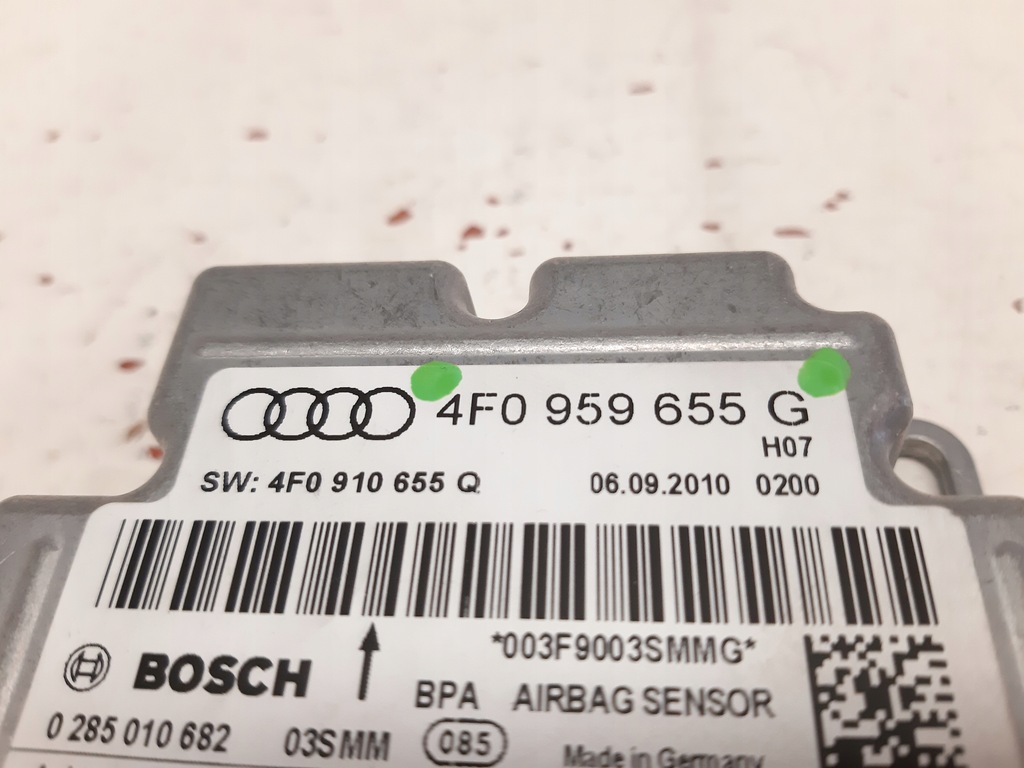 4F0 959 655 G
H07
SW: 4F0 910 655 Q 06.09.2010 0200
*003F9003SMMG*
BOSCH BPA AIRBAG SENSOR
0 285 010 682 03SMM 085 Made in Germany